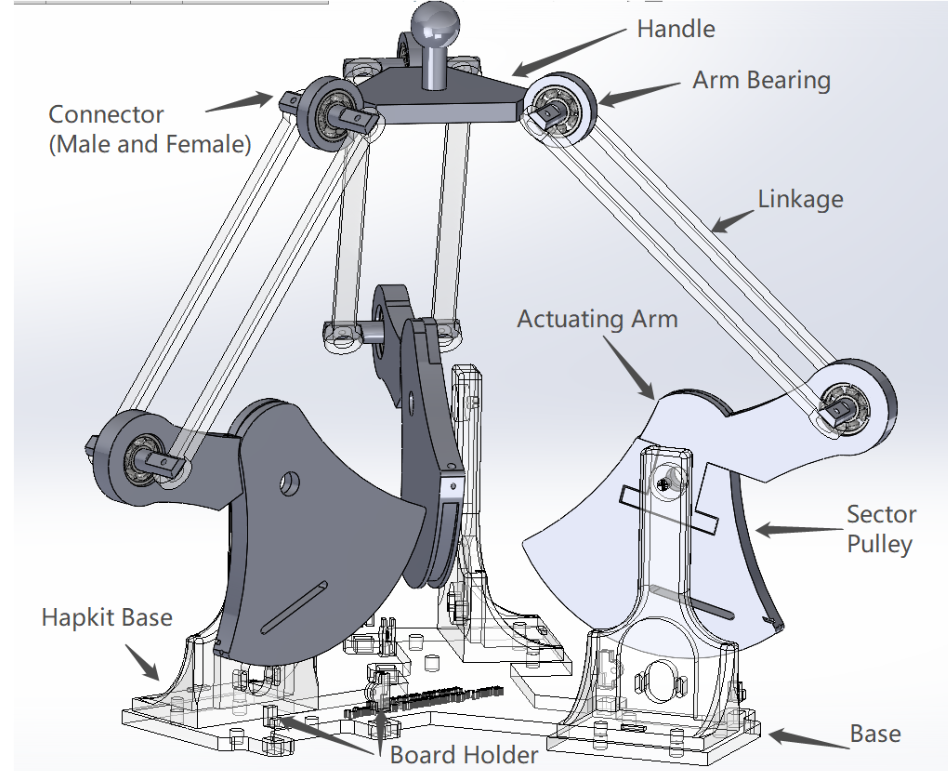 Handle
Arm Bearing
Connector
(Male and Female)
Linkage
Actuating Arm
Sector
Pulley
Hapkit Base
Base
Board Holder